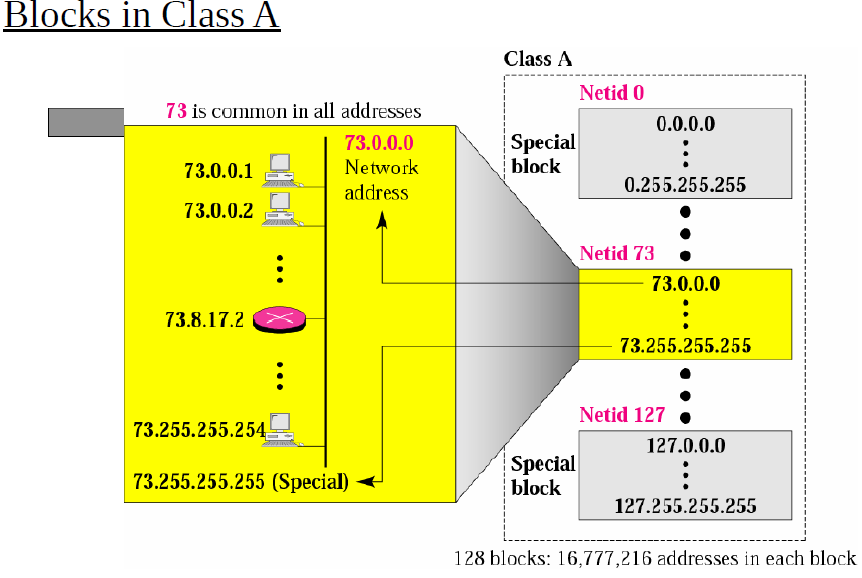 Blocks in Class A
Class A
73 is common in all addresses
73.0.0.0
Network
address
73.0.0.1
73.0.0.2
73.8.17.2
73.255.255.254
73.255.255.255 (Special)
Netid 0
Special
block
0.0.0.0
0.255.255.255
Netid 73
73.0.0.0
73.255.255.255
Netid 127
Special
block
127.0.0.0
127.255.255.255
128 blocks: 16,777,216 addresses in each block